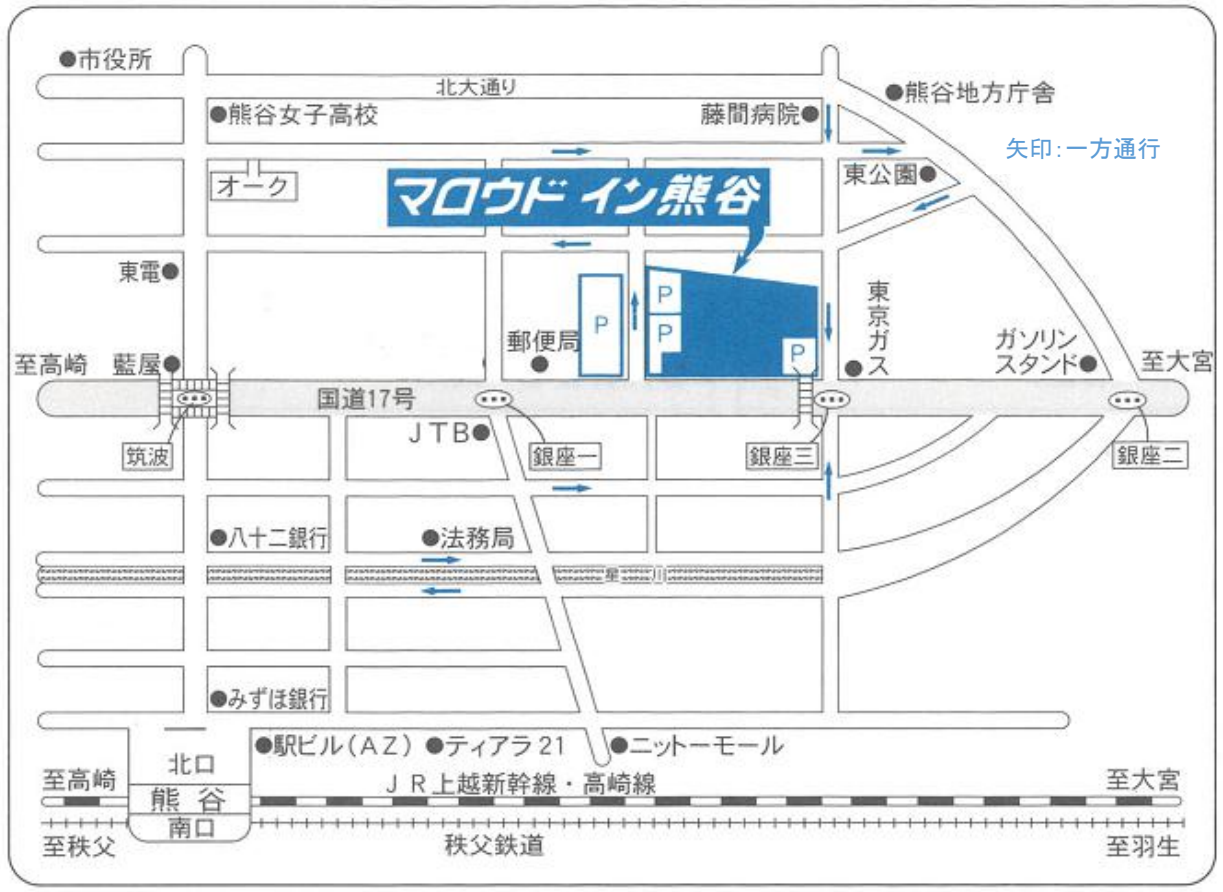 市役所
北大通り
熊谷女子高校
藤間病院
熊谷地方庁舎
矢印:一方通行
オーク
東公園
マロウド イン熊谷
東電
P
P
P
P
東京ガス
郵便局
ガソリン
スタンド
至高崎
藍屋
至大宮
国道17号
JTB
筑波
銀座一
銀座三
銀座二
八十二銀行
法務局
星川
みずほ銀行
駅ビル(AZ)
ティアラ21
ニットーモール
北口
至高崎
JR上越新幹線・高崎線
至大宮
熊谷
南口
至秩父
秩父鉄道
至羽生